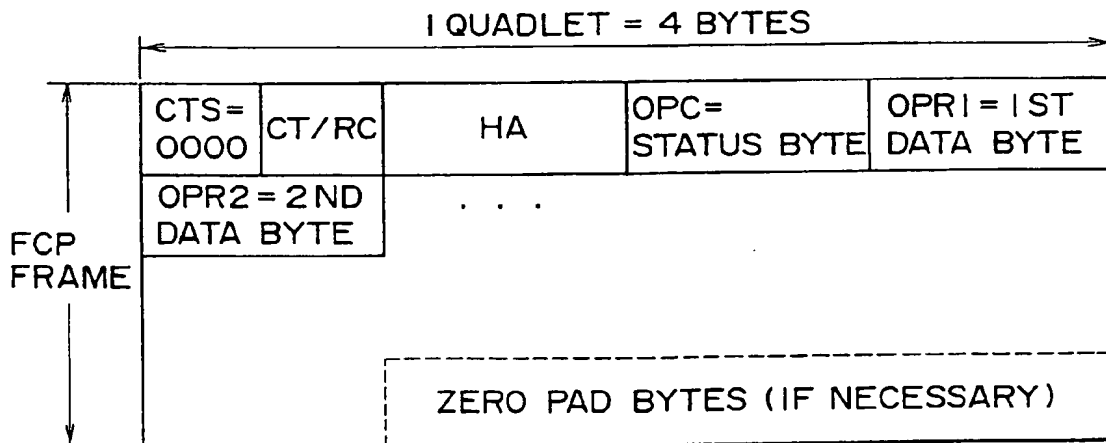 1 QUADLET = 4 BYTES
CTS=
0000
CT/RC
HA
OPC=
STATUS BYTE
OPR1 = 1ST
DATA BYTE
OPR2 = 2ND
DATA BYTE
. . .
FCP
FRAME
ZERO PAD BYTES (IF NECESSARY)